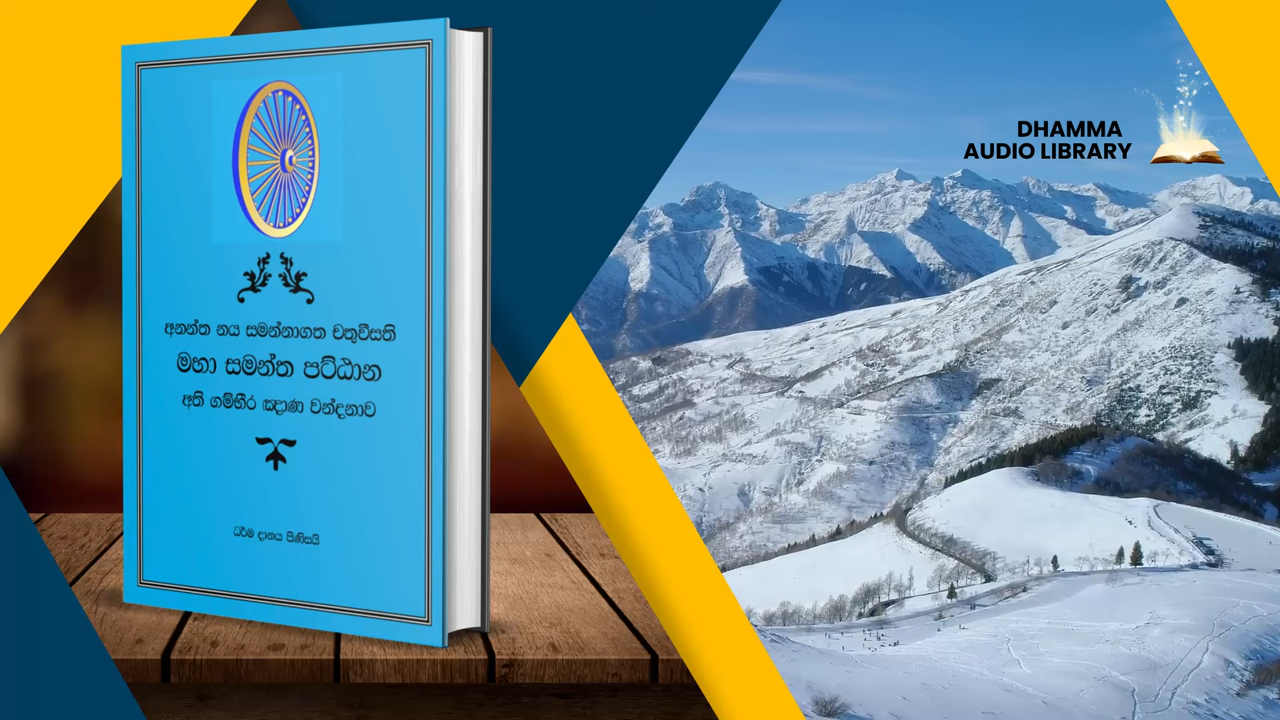 අනන්ත නය සමන්නාගත චතුවීසති
මහා සමන්ත පට්ඨාන
අති ගම්භීර ඤාණ වන්දනාව
ධර්ම දානය පිණිසයි
DHAMMA
AUDIO LIBRARY